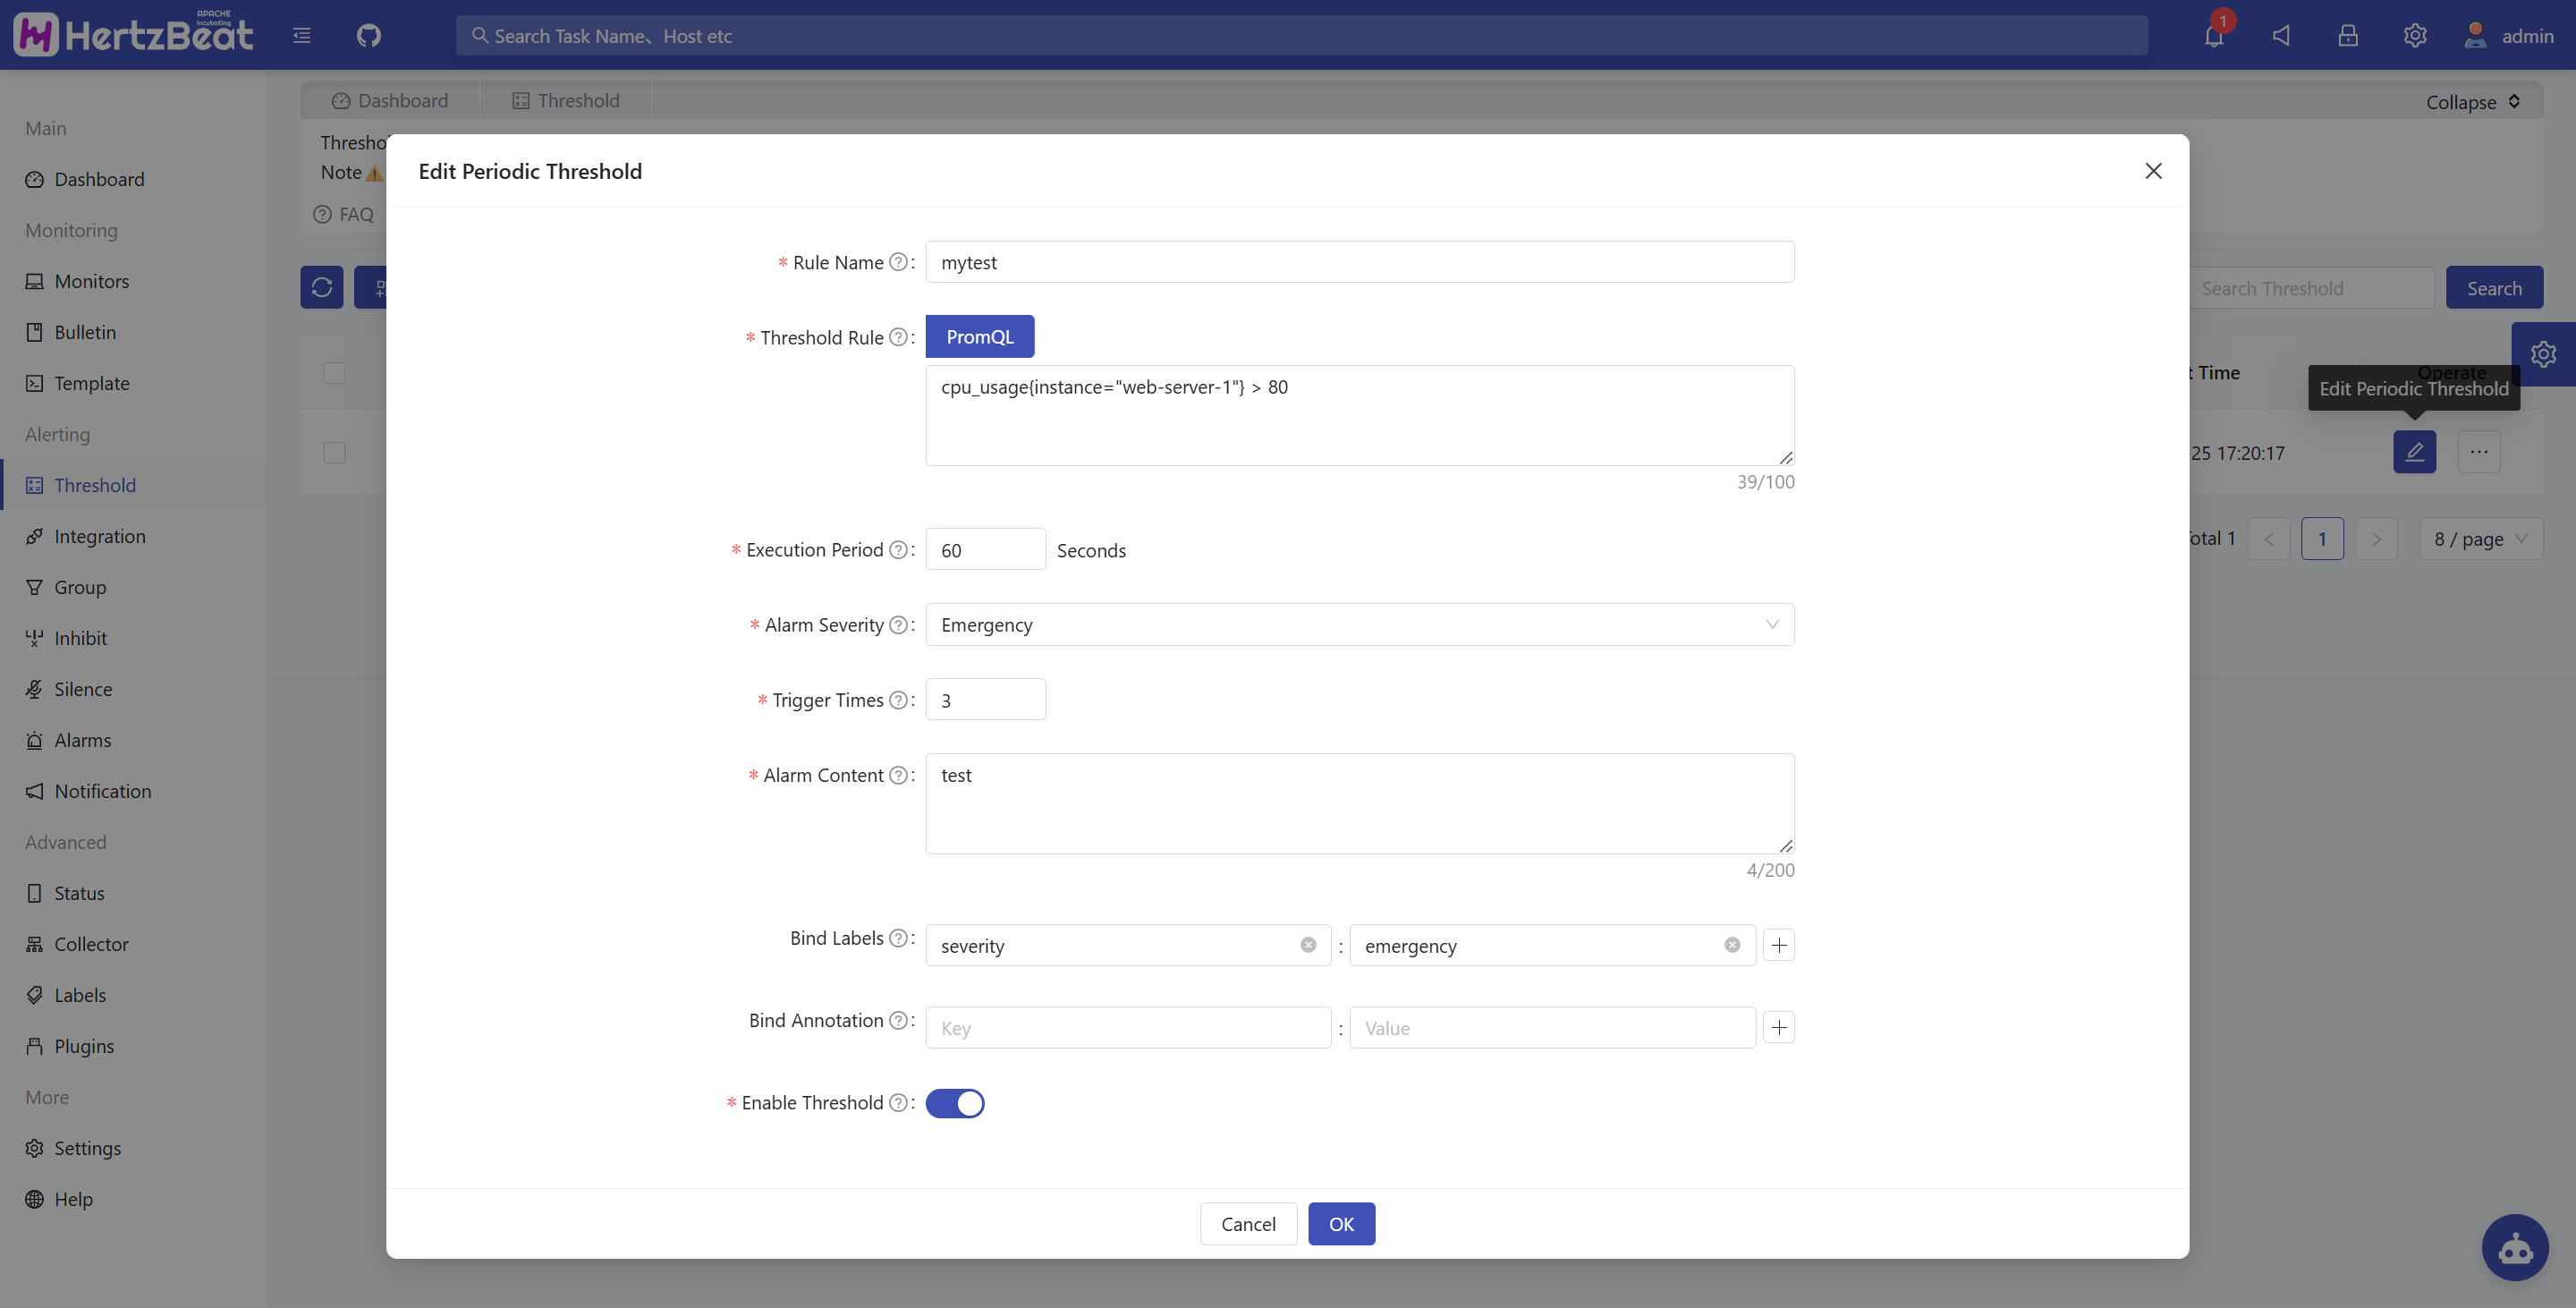 APACHE
incubating
HertzBeat
Search Task Name、Host etc
1
admin
Main
Dashboard
Monitoring
Monitors
Bulletin
Template
Alerting
Threshold
Integration
Group
Inhibit
Silence
Alarms
Notification
Advanced
Status
Collector
Labels
Plugins
More
Settings
Help
Dashboard
Threshold
Collapse
Thresho
Note
FAQ
Search Threshold
Search
t Time
Operate
Edit Periodic Threshold
25 17:20:17
otal 1
1
8 / page
Edit Periodic Threshold
* Rule Name ? :
mytest
* Threshold Rule ? :
PromQL
cpu_usage{instance="web-server-1"} > 80
39/100
* Execution Period ? :
60
Seconds
* Alarm Severity ? :
Emergency
* Trigger Times ? :
3
* Alarm Content ? :
test
4/200
Bind Labels ? :
severity
:
emergency
Bind Annotation ? :
Key
:
Value
* Enable Threshold ? :
Cancel
OK